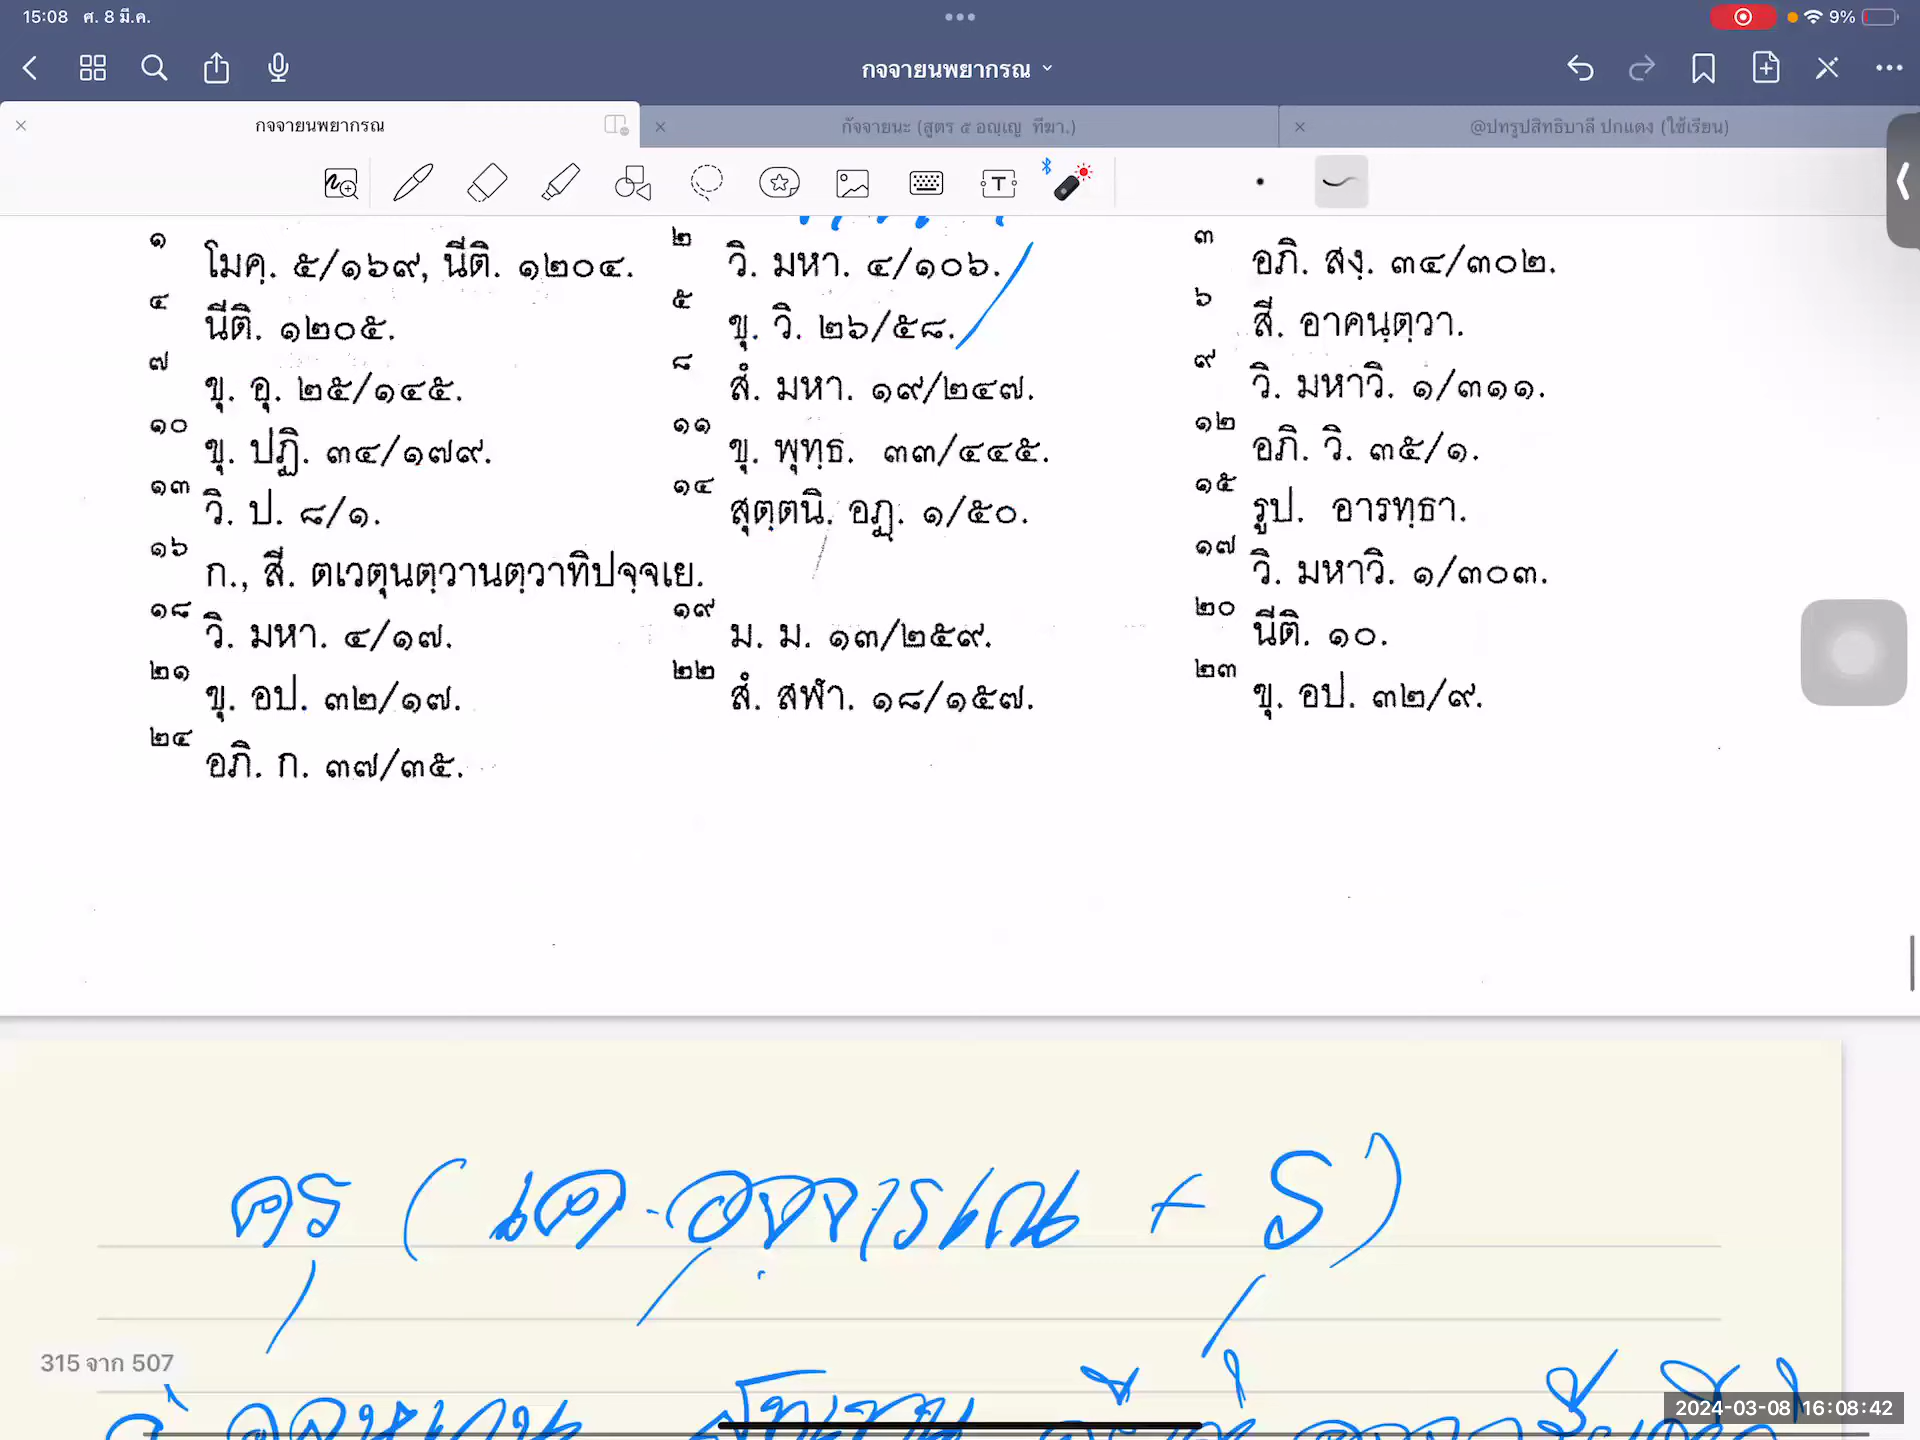 15:08 ศ. 8 มี.ค.
9%
กจจายนพยากรณ
กจจายนพยากรณ
กัจจายนะ (สูตร ๕ อญฺเญ ทีฆา.)
@ปทรูปสิทธิบาลี ปกแดง (ใช้เรียน)
๑ โมคฺ. ๕/๑๖๙, นีติ. ๑๒๐๔. ๒ วิ. มหา. ๔/๑๐๖. ๓ อภิ. สงฺ. ๓๔/๓๐๒.
๔ นีติ. ๑๒๐๕. ๕ ขุ. วิ. ๒๖/๕๘. ๖ สี. อาคนฺตฺวา.
๗ ขุ. อุ. ๒๕/๑๔๕. ๘ สํ. มหา. ๑๙/๒๔๗. ๙ วิ. มหาวิ. ๑/๓๑๑.
๑๐ ขุ. ปฏิ. ๓๔/๑๗๙. ๑๑ ขุ. พุทฺธ. ๓๓/๔๔๕. ๑๒ อภิ. วิ. ๓๕/๑.
๑๓ วิ. ป. ๘/๑. ๑๔ สุตฺตนิ. อฏฺ. ๑/๕๐. ๑๕ รูป. อารทฺธา.
๑๖ ก., สี. ตเวตุนตฺวานตฺวาทิปจฺจเย. ๑๗ วิ. มหาวิ. ๑/๓๐๓.
๑๘ วิ. มหา. ๔/๑๗. ๑๙ ม. ม. ๑๓/๒๕๙. ๒๐ นีติ. ๑๐.
๒๑ ขุ. อป. ๓๒/๑๗. ๒๒ สํ. สฬา. ๑๘/๑๕๗. ๒๓ ขุ. อป. ๓๒/๙.
๒๔ อภิ. ก. ๓๗/๓๕.
คร ( เค อุจฺจารเณ + ร )
315 จาก 507
2024-03-08 16:08:42